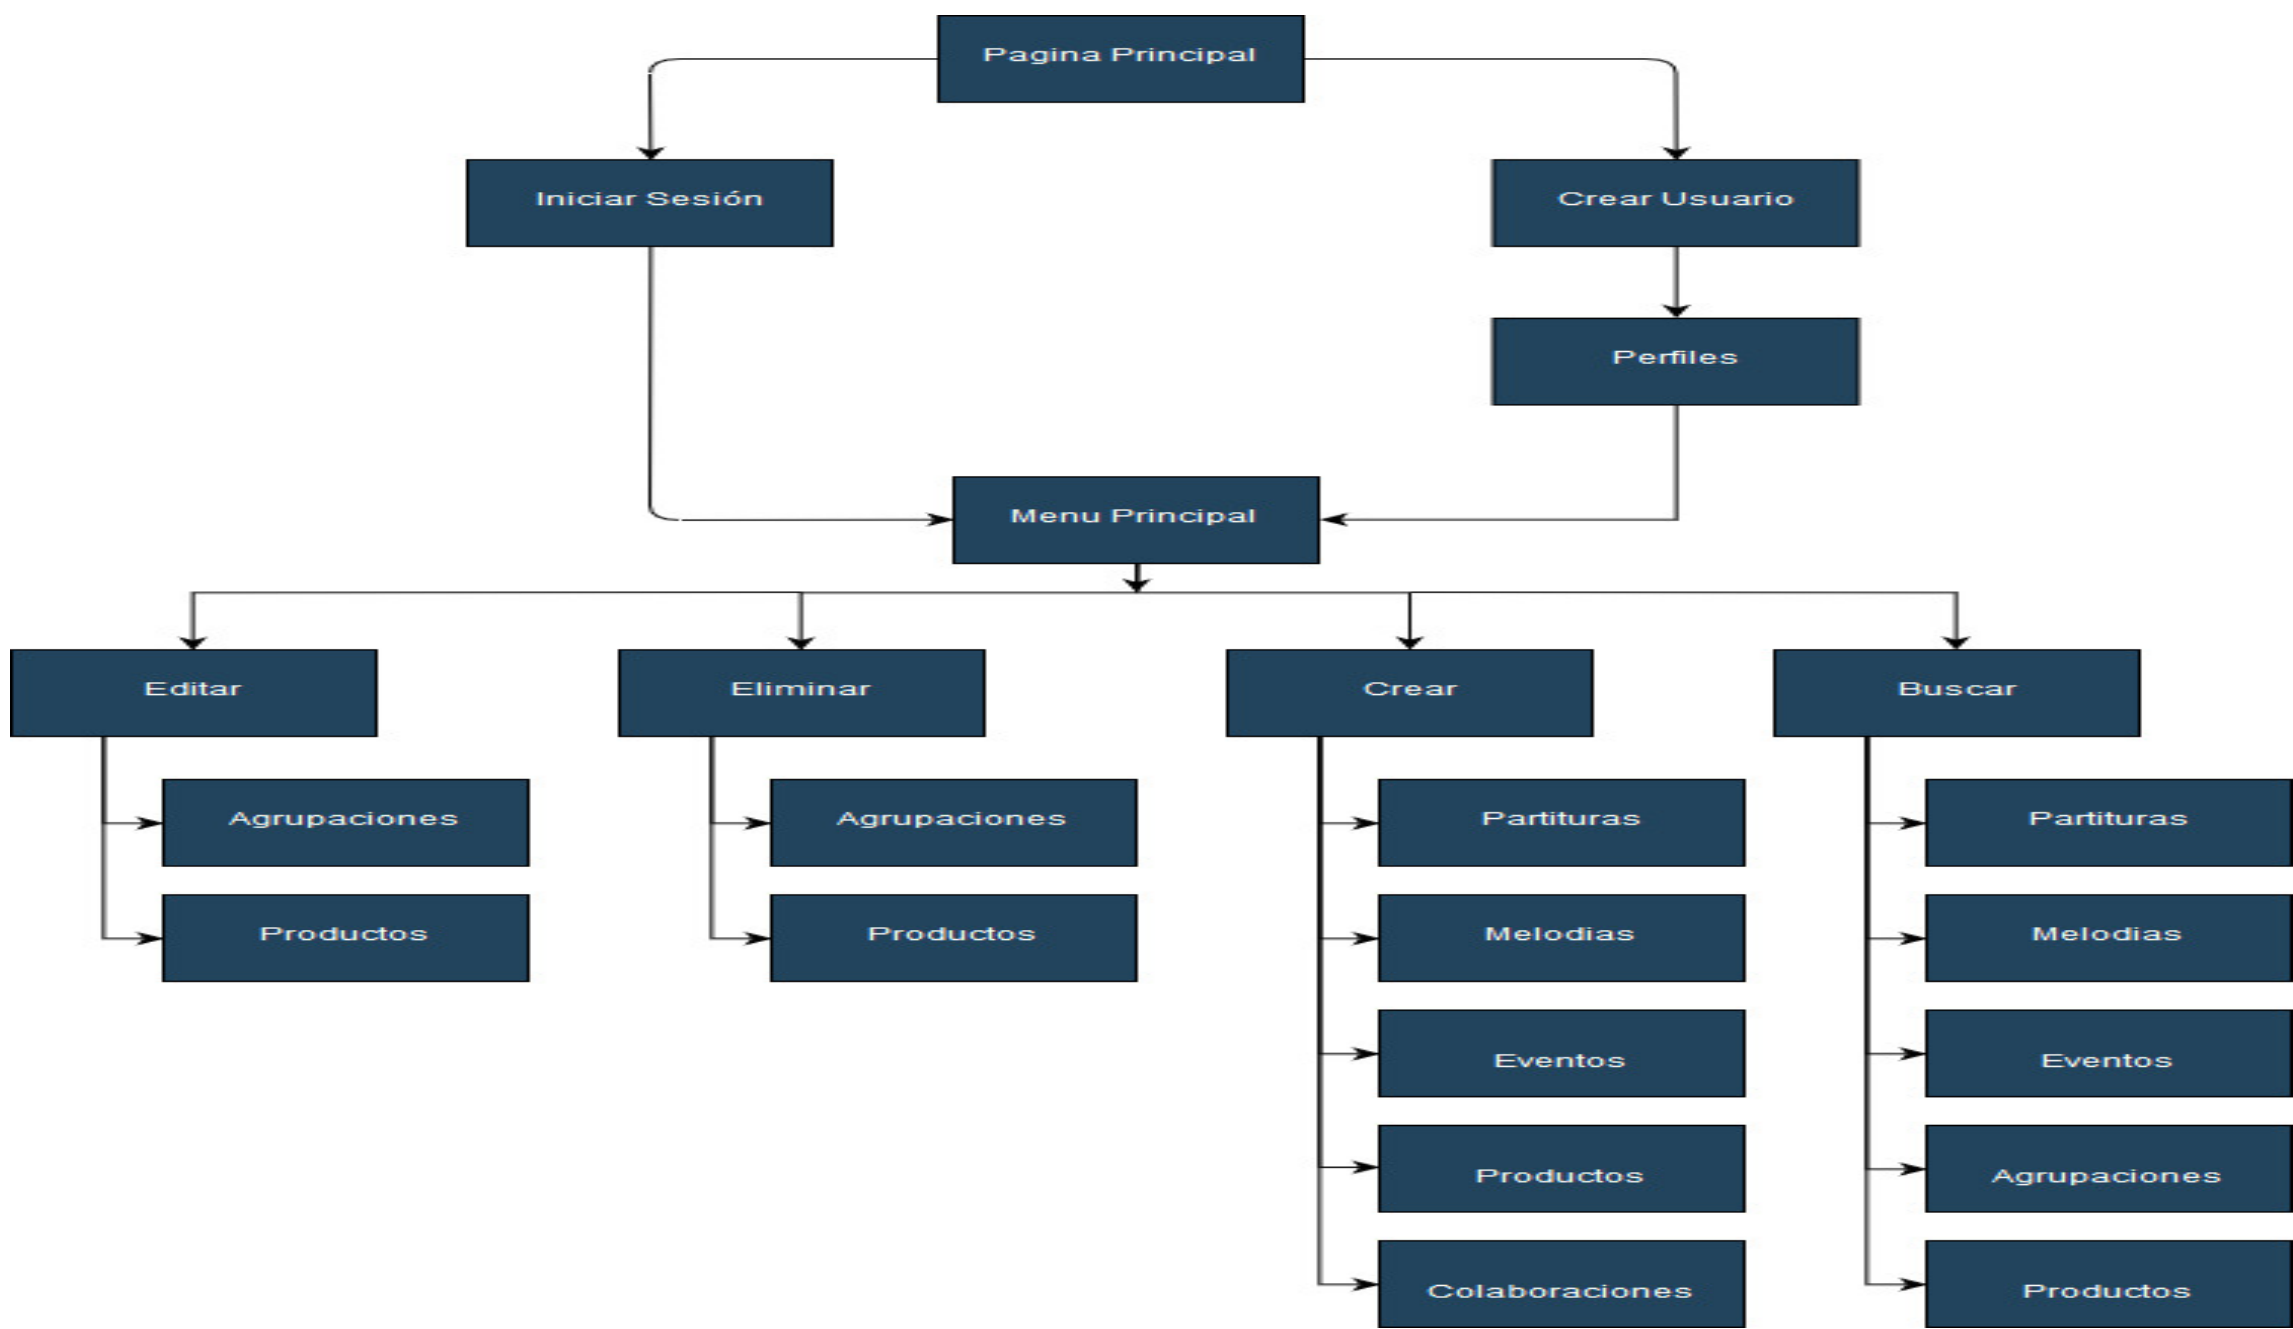 Pagina Principal
Iniciar Sesión
Crear Usuario
Perfiles
Menu Principal
Editar
Eliminar
Crear
Buscar
Agrupaciones
Agrupaciones
Partituras
Partituras
Productos
Productos
Melodias
Melodias
Eventos
Eventos
Productos
Agrupaciones
Colaboraciones
Productos